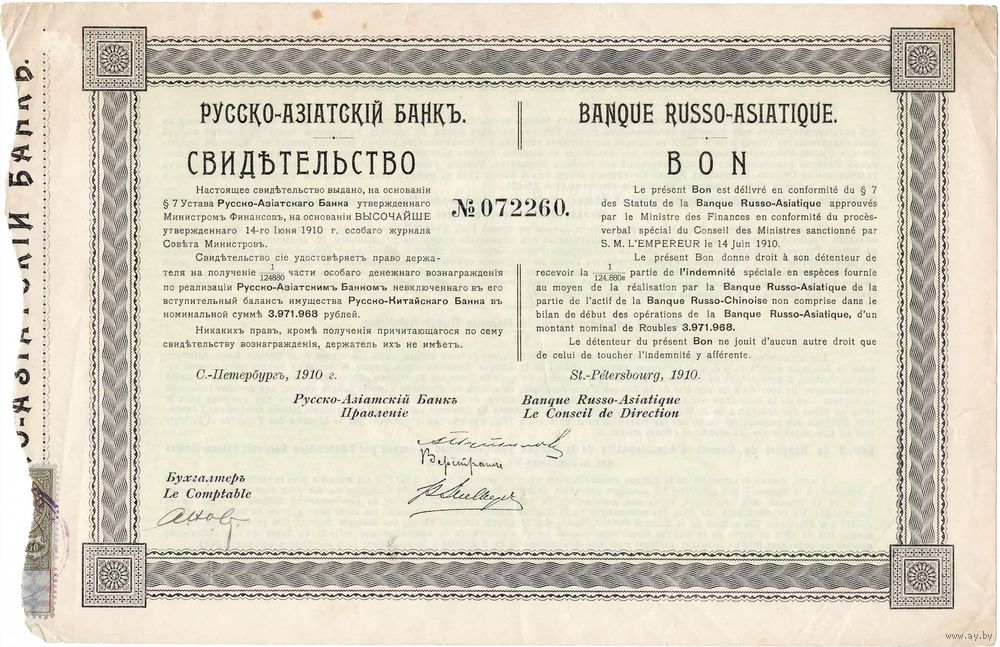 РУССКО-АЗІАТСКІЙ БАНКЪ.
СВИДѢТЕЛЬСТВО
Настоящее свидѣтельство выдано, на основаніи
§ 7 Устава Русско-Азіатскаго Банка утвержденнаго
Министромъ Финансовъ, на основаніи ВЫСОЧАЙШЕ
утвержденнаго 14-го Іюня 1910 г. особаго журнала
Совѣта Министровъ.
Свидѣтельство сіе удостовѣряетъ право держа-
теля на полученіе 1/124880 части особаго денежнаго вознагражденія
по реализаціи Русско-Азіатскимъ Банкомъ невключеннаго въ его
вступительный балансъ имущества Русско-Китайскаго Банка въ
номинальной суммѣ 3.971.968 рублей.
Никакихъ правъ, кромѣ полученія причитающагося по сему
свидѣтельству вознагражденія, держатель ихъ не имѣетъ.
С.-Петербургъ, 1910 г.
Русско-Азіатскій Банкъ
Правленіе
№ 072260.
BANQUE RUSSO-ASIATIQUE.
BON
Le présent Bon est délivré en conformité du § 7
des Statuts de la Banque Russo-Asiatique approuvés
par le Ministre des Finances en conformité du procès-
verbal spécial du Conseil des Ministres sanctionné par
S. M. L'EMPEREUR le 14 Juin 1910.
Le présent Bon donne droit à son détenteur de
recevoir la 1/124.880e partie de l'indemnité spéciale en espèces fournie
au moyen de la réalisation par la Banque Russo-Asiatique de la
partie de l'actif de la Banque Russo-Chinoise non comprise dans le
bilan de début des opérations de la Banque Russo-Asiatique, d'un
montant nominal de Roubles 3.971.968.
Le détenteur du présent Bon ne jouit d'aucun autre droit que
de celui de toucher l'indemnité y afférente.
St.-Pétersbourg, 1910.
Banque Russo-Asiatique
Le Conseil de Direction
Бухгалтеръ
Le Comptable
О-АЗІАТСКІЙ БАНКЪ.
www.ay.by